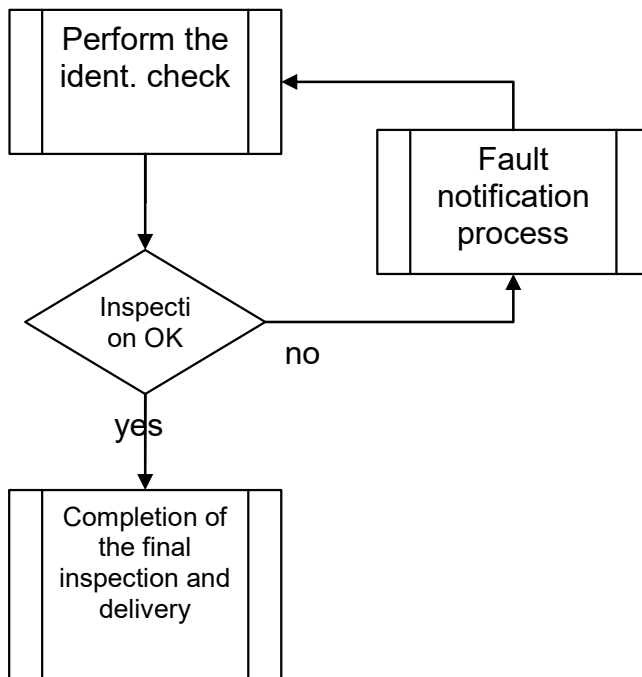 Perform the
ident. check
Fault
notification
process
Inspecti
on OK
no
yes
Completion of
the final
inspection and
delivery